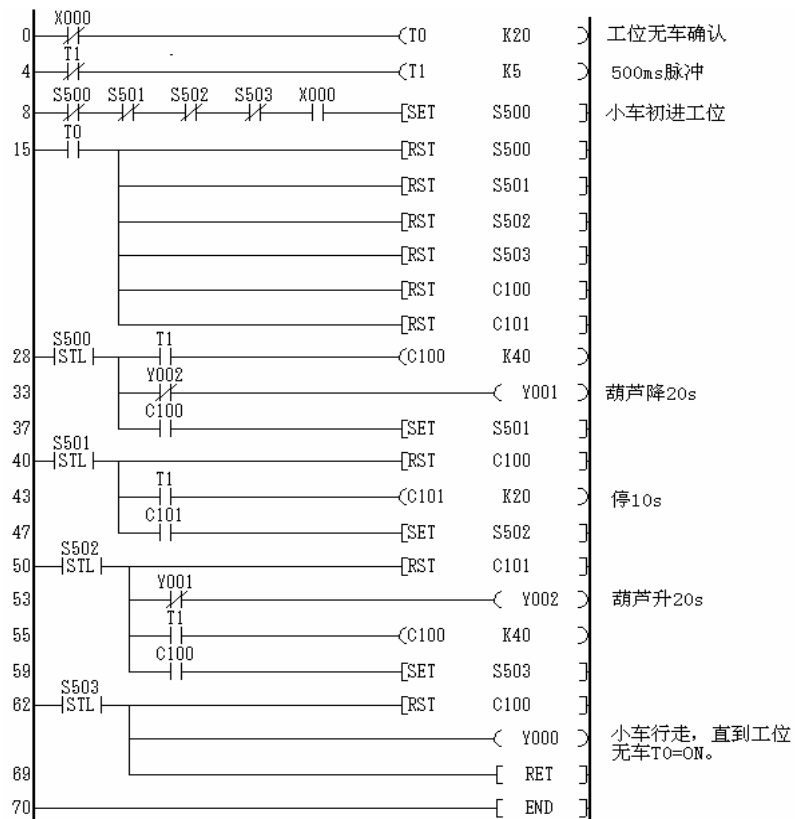 X000
0 (T0 K20 ) 工位无车确认
T1
4 (T1 K5 ) 500ms脉冲
S500 S501 S502 S503 X000
8 [SET S500 ] 小车初进工位
T0
15 [RST S500 ]
[RST S501 ]
[RST S502 ]
[RST S503 ]
[RST C100 ]
[RST C101 ]
S500 T1
28 STL (C100 K40 )
Y002
33 ( Y001 ) 葫芦降20s
C100
37 [SET S501 ]
S501
40 STL [RST C100 ]
T1
43 (C101 K20 ) 停10s
C101
47 [SET S502 ]
S502
50 STL [RST C101 ]
Y001
53 ( Y002 ) 葫芦升20s
T1
55 (C100 K40 )
C100
59 [SET S503 ]
S503
62 STL [RST C100 ]
( Y000 ) 小车行走，直到工位
无车T0=ON。
69 [ RET ]
70 [ END ]